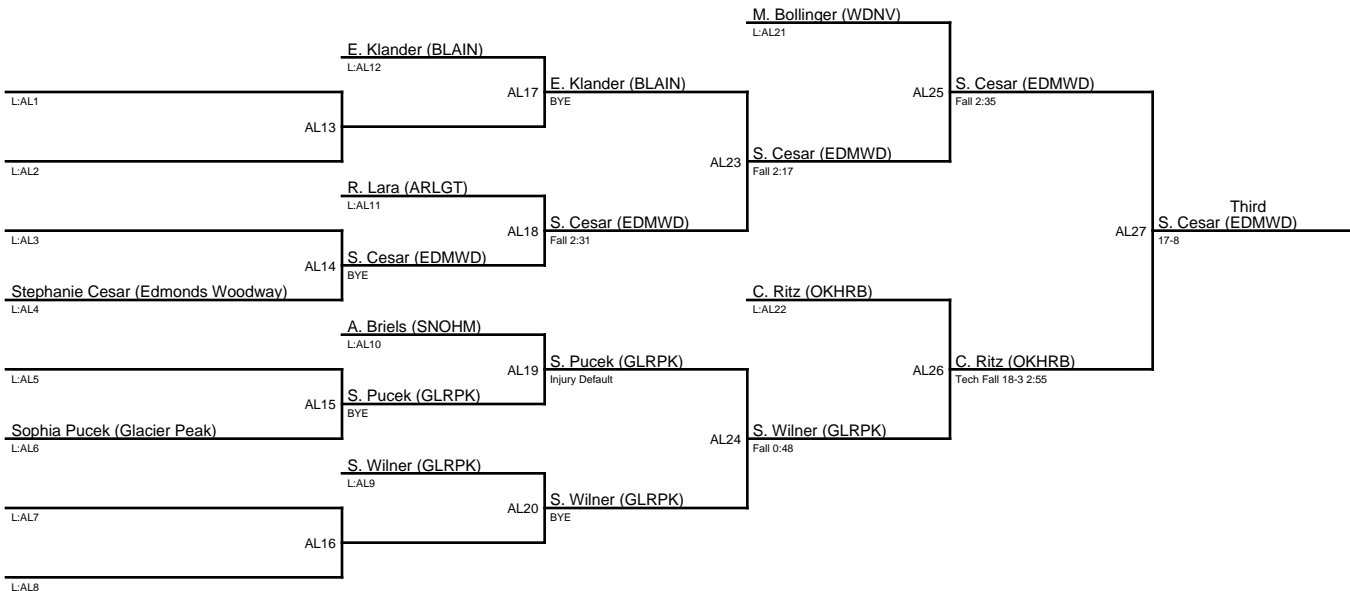 M. Bollinger (WDNV)
L:AL21
E. Klander (BLAIN)
L:AL12
AL17
E. Klander (BLAIN)
BYE
AL25
S. Cesar (EDMWD)
Fall 2:35
L:AL1
AL13
L:AL2
AL23
S. Cesar (EDMWD)
Fall 2:17
R. Lara (ARLGT)
L:AL11
AL18
S. Cesar (EDMWD)
Fall 2:31
L:AL3
AL14
S. Cesar (EDMWD)
BYE
Stephanie Cesar (Edmonds Woodway)
L:AL4
Third
AL27
S. Cesar (EDMWD)
17-8
C. Ritz (OKHRB)
L:AL22
A. Briels (SNOHM)
L:AL10
AL19
S. Pucek (GLRPK)
Injury Default
AL26
C. Ritz (OKHRB)
Tech Fall 18-3 2:55
L:AL5
AL15
S. Pucek (GLRPK)
BYE
Sophia Pucek (Glacier Peak)
L:AL6
AL24
S. Wilner (GLRPK)
Fall 0:48
S. Wilner (GLRPK)
L:AL9
AL20
S. Wilner (GLRPK)
BYE
L:AL7
AL16
L:AL8